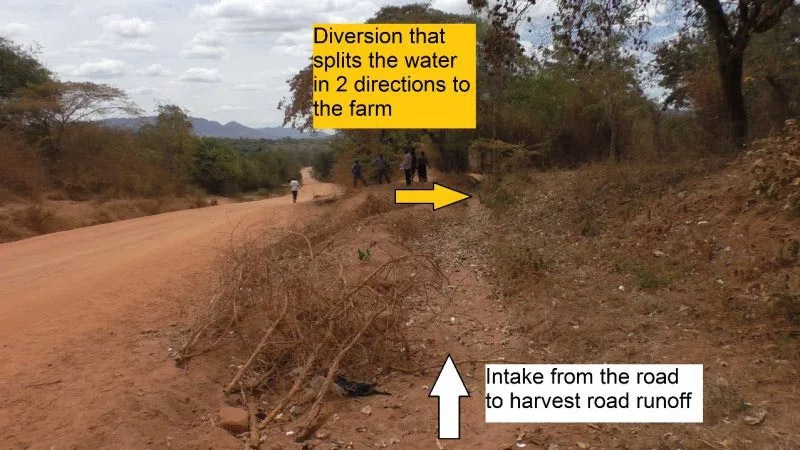 Diversion that
splits the water
in 2 directions to
the farm
Intake from the road
to harvest road runoff